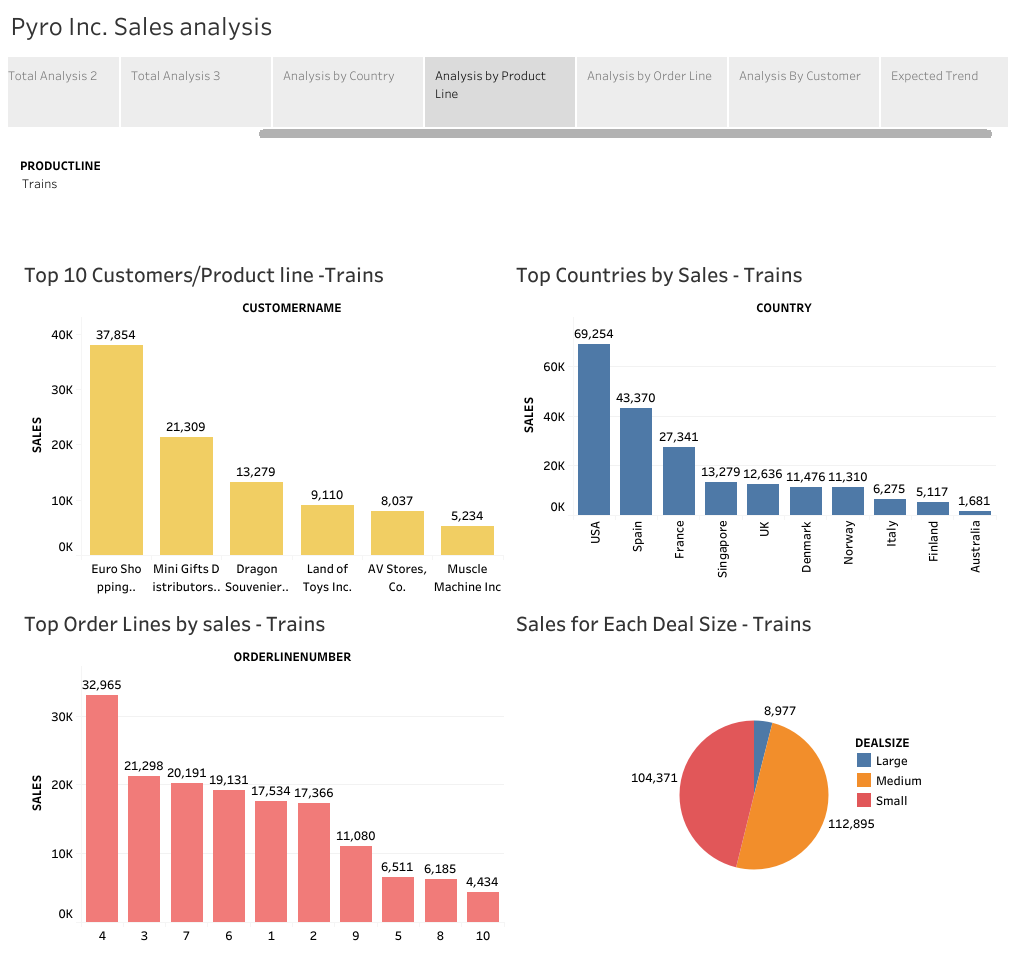 Pyro Inc. Sales analysis
Total Analysis 2
Total Analysis 3
Analysis by Country
Analysis by Product
Line
Analysis by Order Line
Analysis By Customer
Expected Trend
PRODUCTLINE
Trains
Top 10 Customers/Product line -Trains
CUSTOMERNAME
SALES
40K
30K
20K
10K
0K
37,854
21,309
13,279
9,110
8,037
5,234
Euro Sho
pping..
Mini Gifts D
istributors..
Dragon
Souvenier..
Land of
Toys Inc.
AV Stores,
Co.
Muscle
Machine Inc
Top Countries by Sales - Trains
COUNTRY
SALES
60K
40K
20K
0K
69,254
43,370
27,341
13,279
12,636
11,476
11,310
6,275
5,117
1,681
USA
Spain
France
Singapore
UK
Denmark
Norway
Italy
Finland
Australia
Top Order Lines by sales - Trains
ORDERLINENUMBER
SALES
30K
20K
10K
0K
32,965
21,298
20,191
19,131
17,534
17,366
11,080
6,511
6,185
4,434
4
3
7
6
1
2
9
5
8
10
Sales for Each Deal Size - Trains
8,977
104,371
112,895
DEALSIZE
Large
Medium
Small